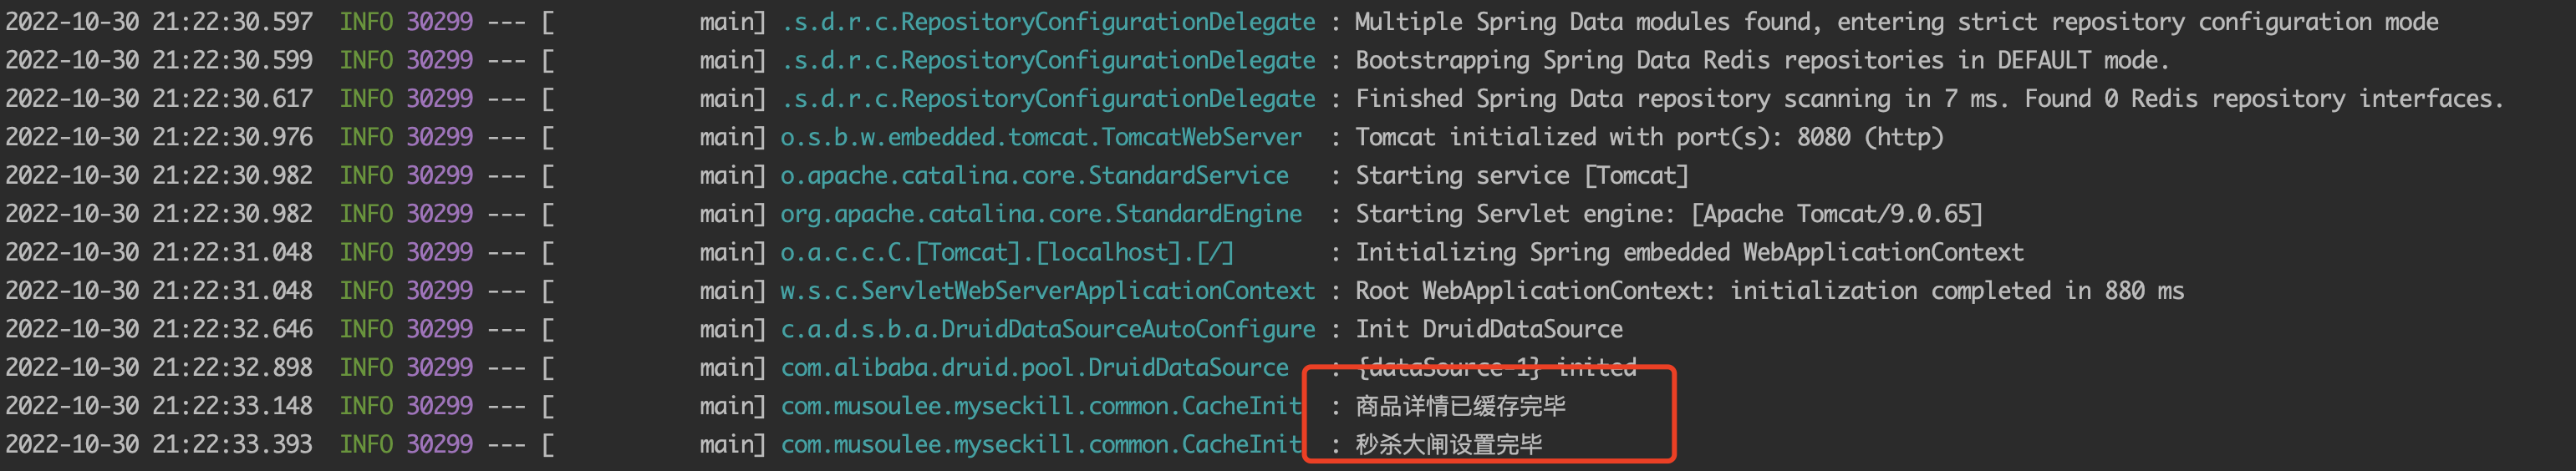 2022-10-30 21:22:30.597  INFO 30299 --- [           main] .s.d.r.c.RepositoryConfigurationDelegate : Multiple Spring Data modules found, entering strict repository configuration mode
2022-10-30 21:22:30.599  INFO 30299 --- [           main] .s.d.r.c.RepositoryConfigurationDelegate : Bootstrapping Spring Data Redis repositories in DEFAULT mode.
2022-10-30 21:22:30.617  INFO 30299 --- [           main] .s.d.r.c.RepositoryConfigurationDelegate : Finished Spring Data repository scanning in 7 ms. Found 0 Redis repository interfaces.
2022-10-30 21:22:30.976  INFO 30299 --- [           main] o.s.b.w.embedded.tomcat.TomcatWebServer  : Tomcat initialized with port(s): 8080 (http)
2022-10-30 21:22:30.982  INFO 30299 --- [           main] o.apache.catalina.core.StandardService   : Starting service [Tomcat]
2022-10-30 21:22:30.982  INFO 30299 --- [           main] org.apache.catalina.core.StandardEngine  : Starting Servlet engine: [Apache Tomcat/9.0.65]
2022-10-30 21:22:31.048  INFO 30299 --- [           main] o.a.c.c.C.[Tomcat].[localhost].[/]       : Initializing Spring embedded WebApplicationContext
2022-10-30 21:22:31.048  INFO 30299 --- [           main] w.s.c.ServletWebServerApplicationContext : Root WebApplicationContext: initialization completed in 880 ms
2022-10-30 21:22:32.646  INFO 30299 --- [           main] c.a.d.s.b.a.DruidDataSourceAutoConfigure : Init DruidDataSource
2022-10-30 21:22:32.898  INFO 30299 --- [           main] com.alibaba.druid.pool.DruidDataSource   : {dataSource-1} inited
2022-10-30 21:22:33.148  INFO 30299 --- [           main] com.musoulee.myseckill.common.CacheInit  : 商品详情已缓存完毕
2022-10-30 21:22:33.393  INFO 30299 --- [           main] com.musoulee.myseckill.common.CacheInit  : 秒杀大闸设置完毕